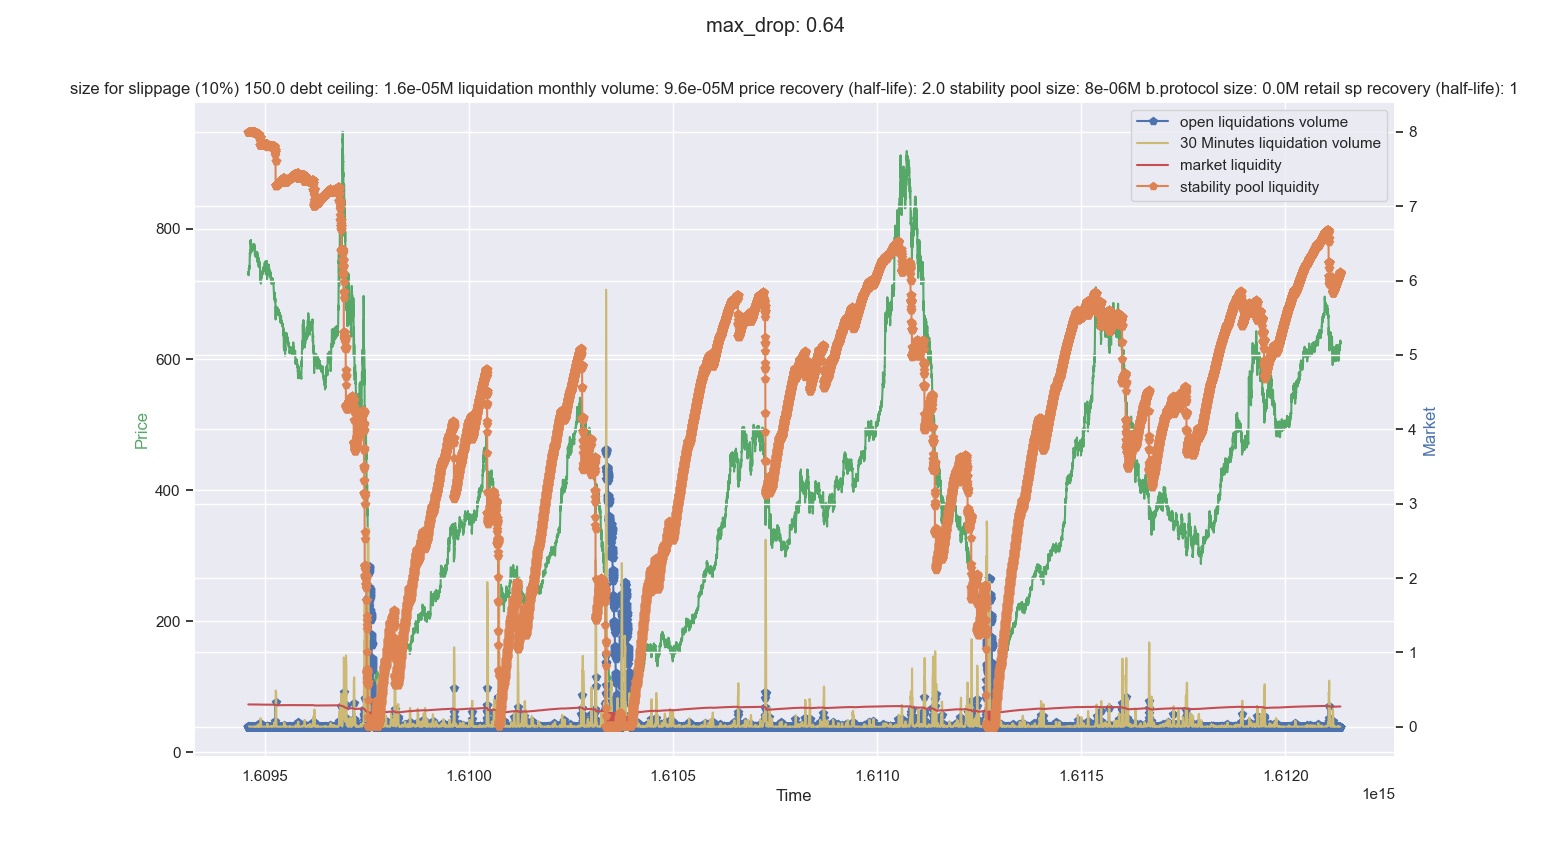 max_drop: 0.64
size for slippage (10%) 150.0 debt ceiling: 1.6e-05M liquidation monthly volume: 9.6e-05M price recovery (half-life): 2.0 stability pool size: 8e-06M b.protocol size: 0.0M retail sp recovery (half-life): 1
open liquidations volume
30 Minutes liquidation volume
market liquidity
stability pool liquidity
800
600
400
200
0
Price
8
7
6
5
4
3
2
1
0
Market
1.6095 1.6100 1.6105 1.6110 1.6115 1.6120
Time
1e15